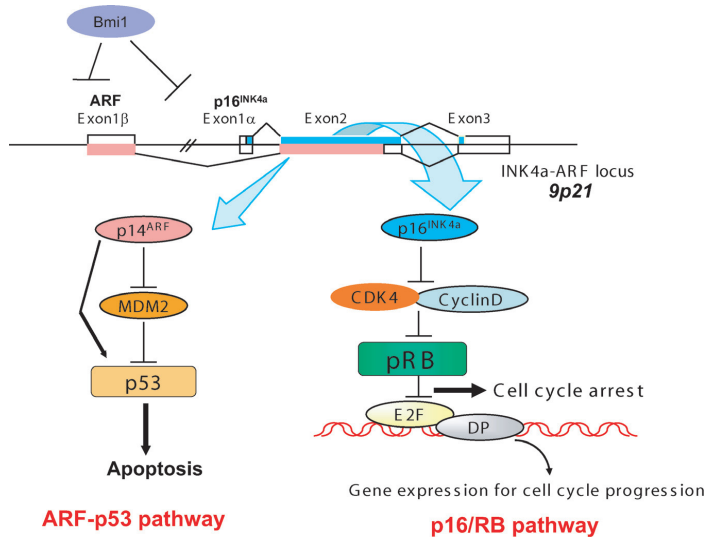 Bmi1
ARF
Exon1β
p16INK4a
Exon1α
Exon2
Exon3
INK4a-ARF locus
9p21
p14ARF
p16INK4a
MDM2
CDK4
CyclinD
p53
pRB
Cell cycle arrest
E2F
DP
Apoptosis
Gene expression for cell cycle progression
ARF-p53 pathway
p16/RB pathway